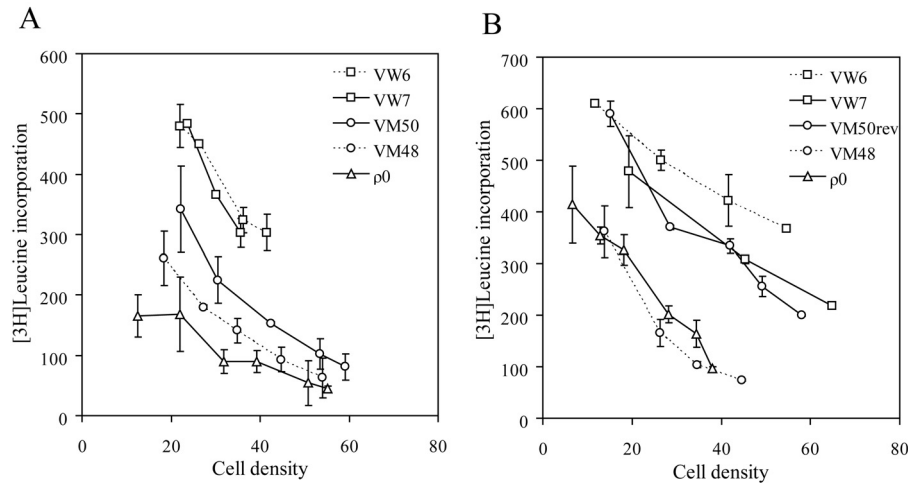 A
[3H]Leucine incorporation
600
500
400
300
200
100
0
0 20 40 60 80
Cell density
VW6
VW7
VM50
VM48
ρ0
B
[3H]Leucine incorporation
700
600
500
400
300
200
100
0
0 20 40 60 80
Cell density
VW6
VW7
VM50rev
VM48
ρ0